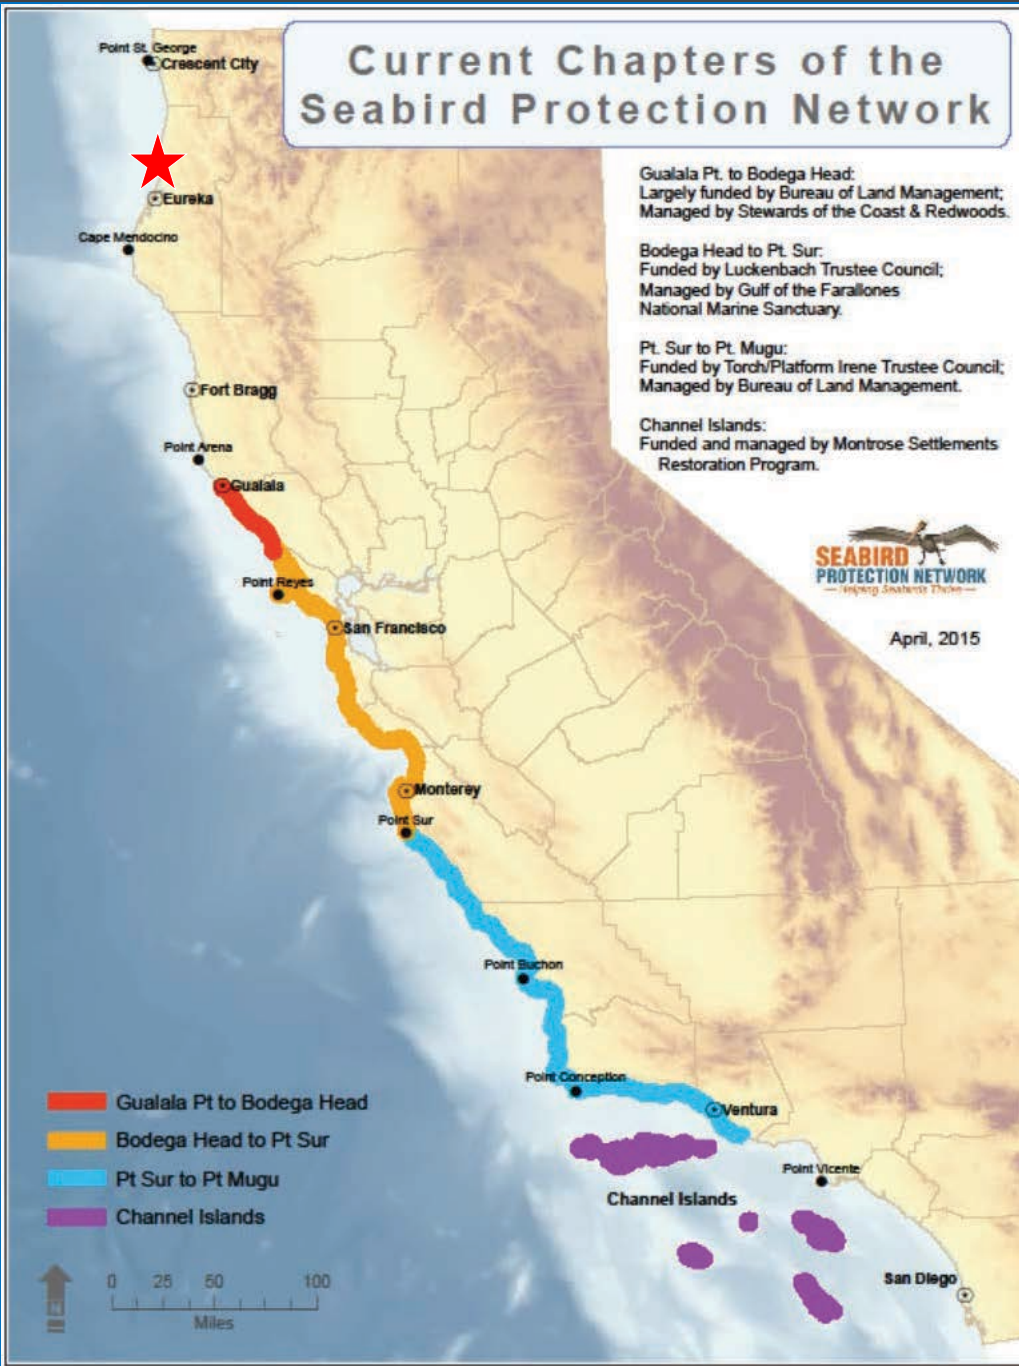 Current Chapters of the
Seabird Protection Network
Point St. George
Crescent City
Eureka
Cape Mendocino
Fort Bragg
Point Arena
Gualala
Point Reyes
San Francisco
Monterey
Point Sur
Point Buchon
Point Conception
Ventura
Channel Islands
Point Vicente
San Diego
Gualala Pt. to Bodega Head:
Largely funded by Bureau of Land Management;
Managed by Stewards of the Coast & Redwoods.
Bodega Head to Pt. Sur:
Funded by Luckenbach Trustee Council;
Managed by Gulf of the Farallones
National Marine Sanctuary.
Pt. Sur to Pt. Mugu:
Funded by Torch/Platform Irene Trustee Council;
Managed by Bureau of Land Management.
Channel Islands:
Funded and managed by Montrose Settlements
Restoration Program.
SEABIRD
PROTECTION NETWORK
Helping Seabirds Thrive
April, 2015
Gualala Pt to Bodega Head
Bodega Head to Pt Sur
Pt Sur to Pt Mugu
Channel Islands
N
0 25 50 100
Miles